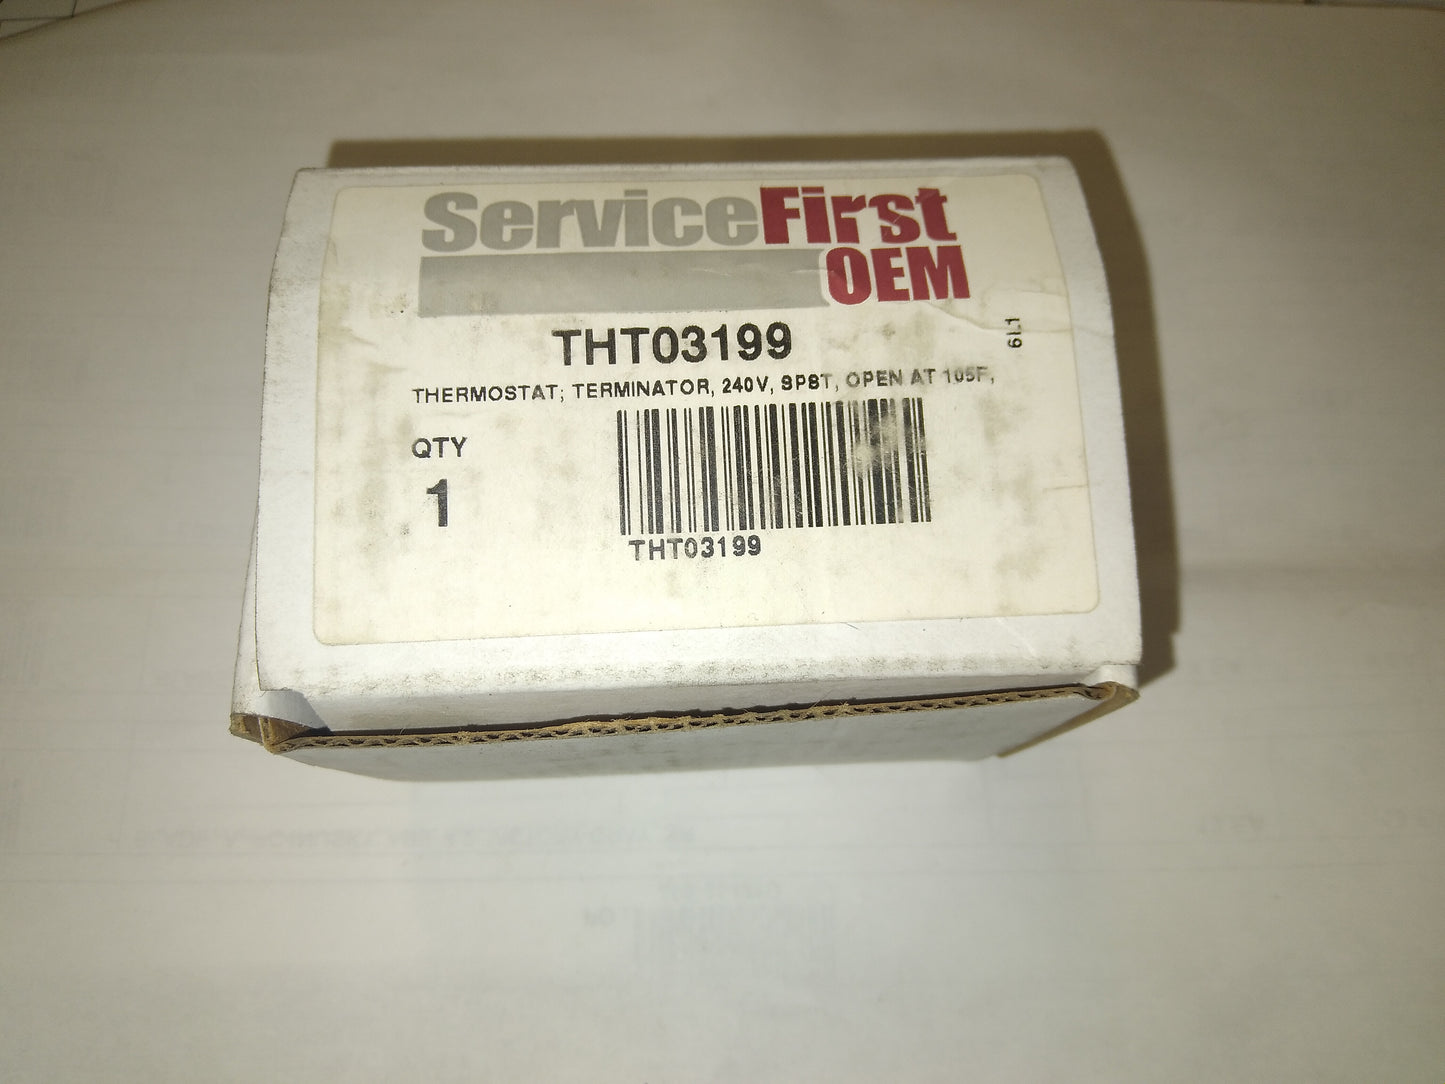 ServiceFirst
OEM
THT03199
6L1
THERMOSTAT; TERMINATOR, 240V, SPST, OPEN AT 105F,
QTY
1
THT03199